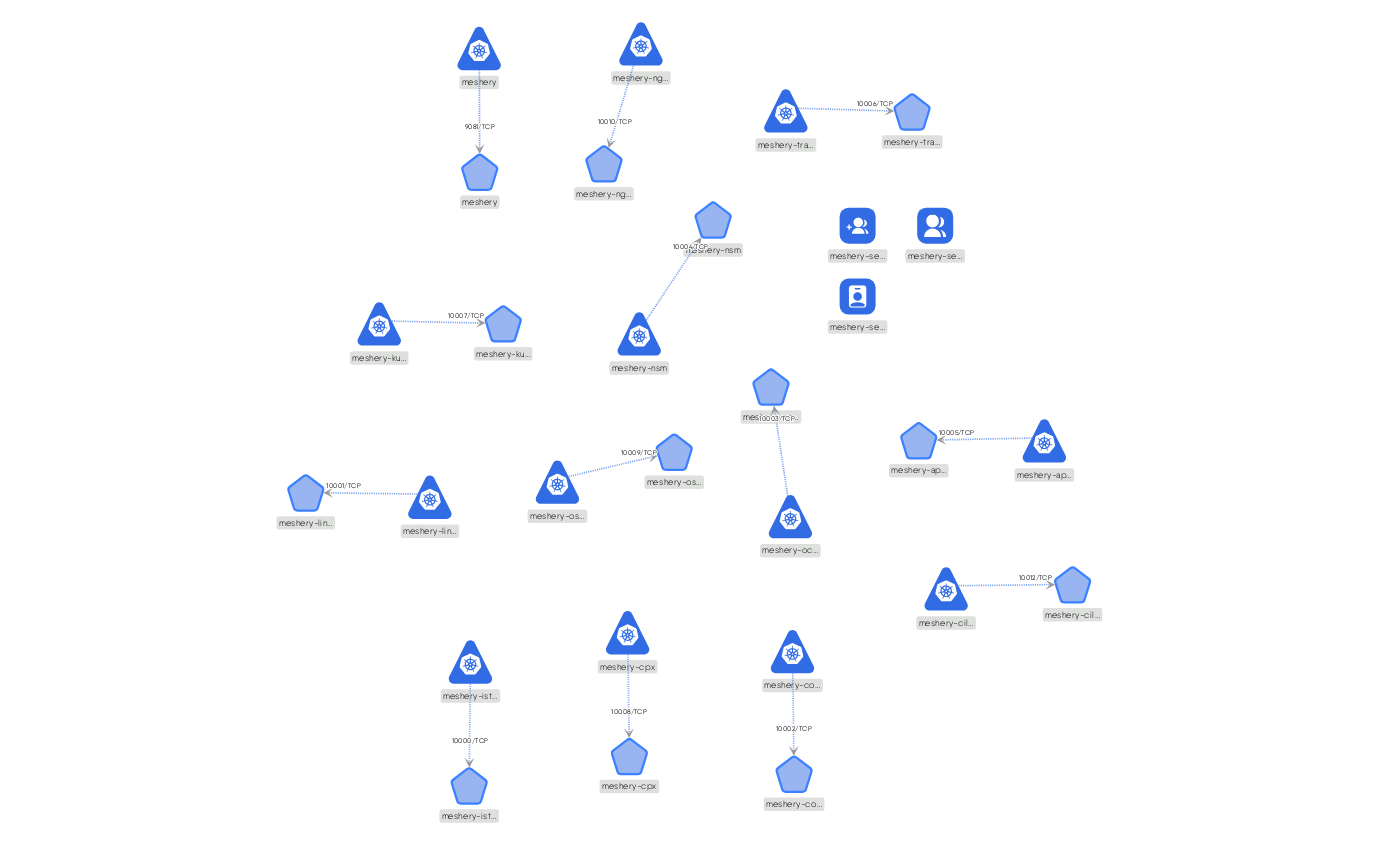 meshery
meshery-ng...
9081/TCP
10010/TCP
meshery
meshery-ng...
10006/TCP
meshery-tra...
meshery-tra...
10004/TCP
meshery-nsm
meshery-nsm
meshery-se...
meshery-se...
meshery-se...
10007/TCP
meshery-ku...
meshery-ku...
10003/TCP
meshery-oc...
10005/TCP
meshery-ap...
meshery-ap...
10001/TCP
meshery-lin...
meshery-lin...
10009/TCP
meshery-os...
meshery-os...
10012/TCP
meshery-cil...
meshery-cil...
meshery-ist...
10000/TCP
meshery-ist...
meshery-cpx
10008/TCP
meshery-cpx
meshery-co...
10002/TCP
meshery-co...